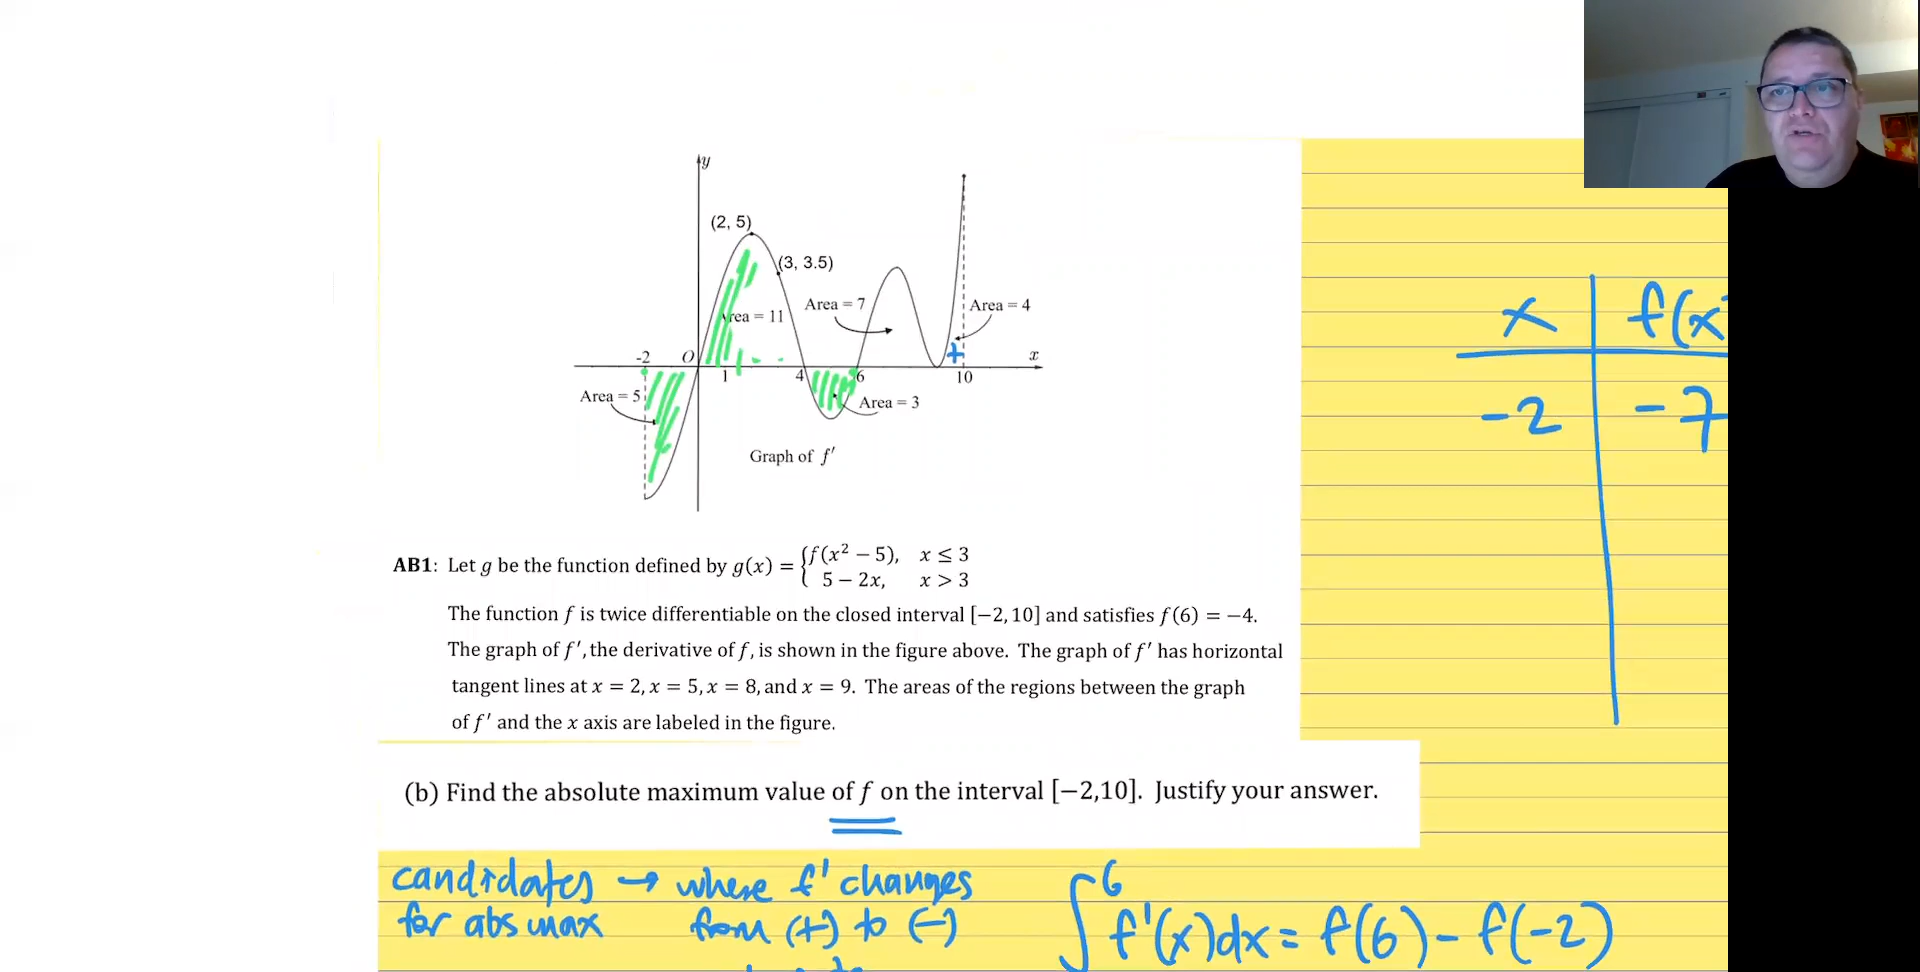 y
(2, 5)
(3, 3.5)
Area = 7
Area = 4
rea = 11
+
-2
O
x
1
4
6
10
Area = 5
Area = 3
Graph of f′
x f(x
-2 -7
AB1: Let g be the function defined by g(x) = { f(x² − 5), x ≤ 3
5 − 2x, x > 3
The function f is twice differentiable on the closed interval [−2, 10] and satisfies f(6) = −4.
The graph of f′, the derivative of f, is shown in the figure above. The graph of f′ has horizontal
tangent lines at x = 2, x = 5, x = 8, and x = 9. The areas of the regions between the graph
of f′ and the x axis are labeled in the figure.
(b) Find the absolute maximum value of f on the interval [−2,10]. Justify your answer.
candidates → where f' changes
for abs max from (+) to (-)
∫⁶ f'(x)dx = f(6) - f(-2)